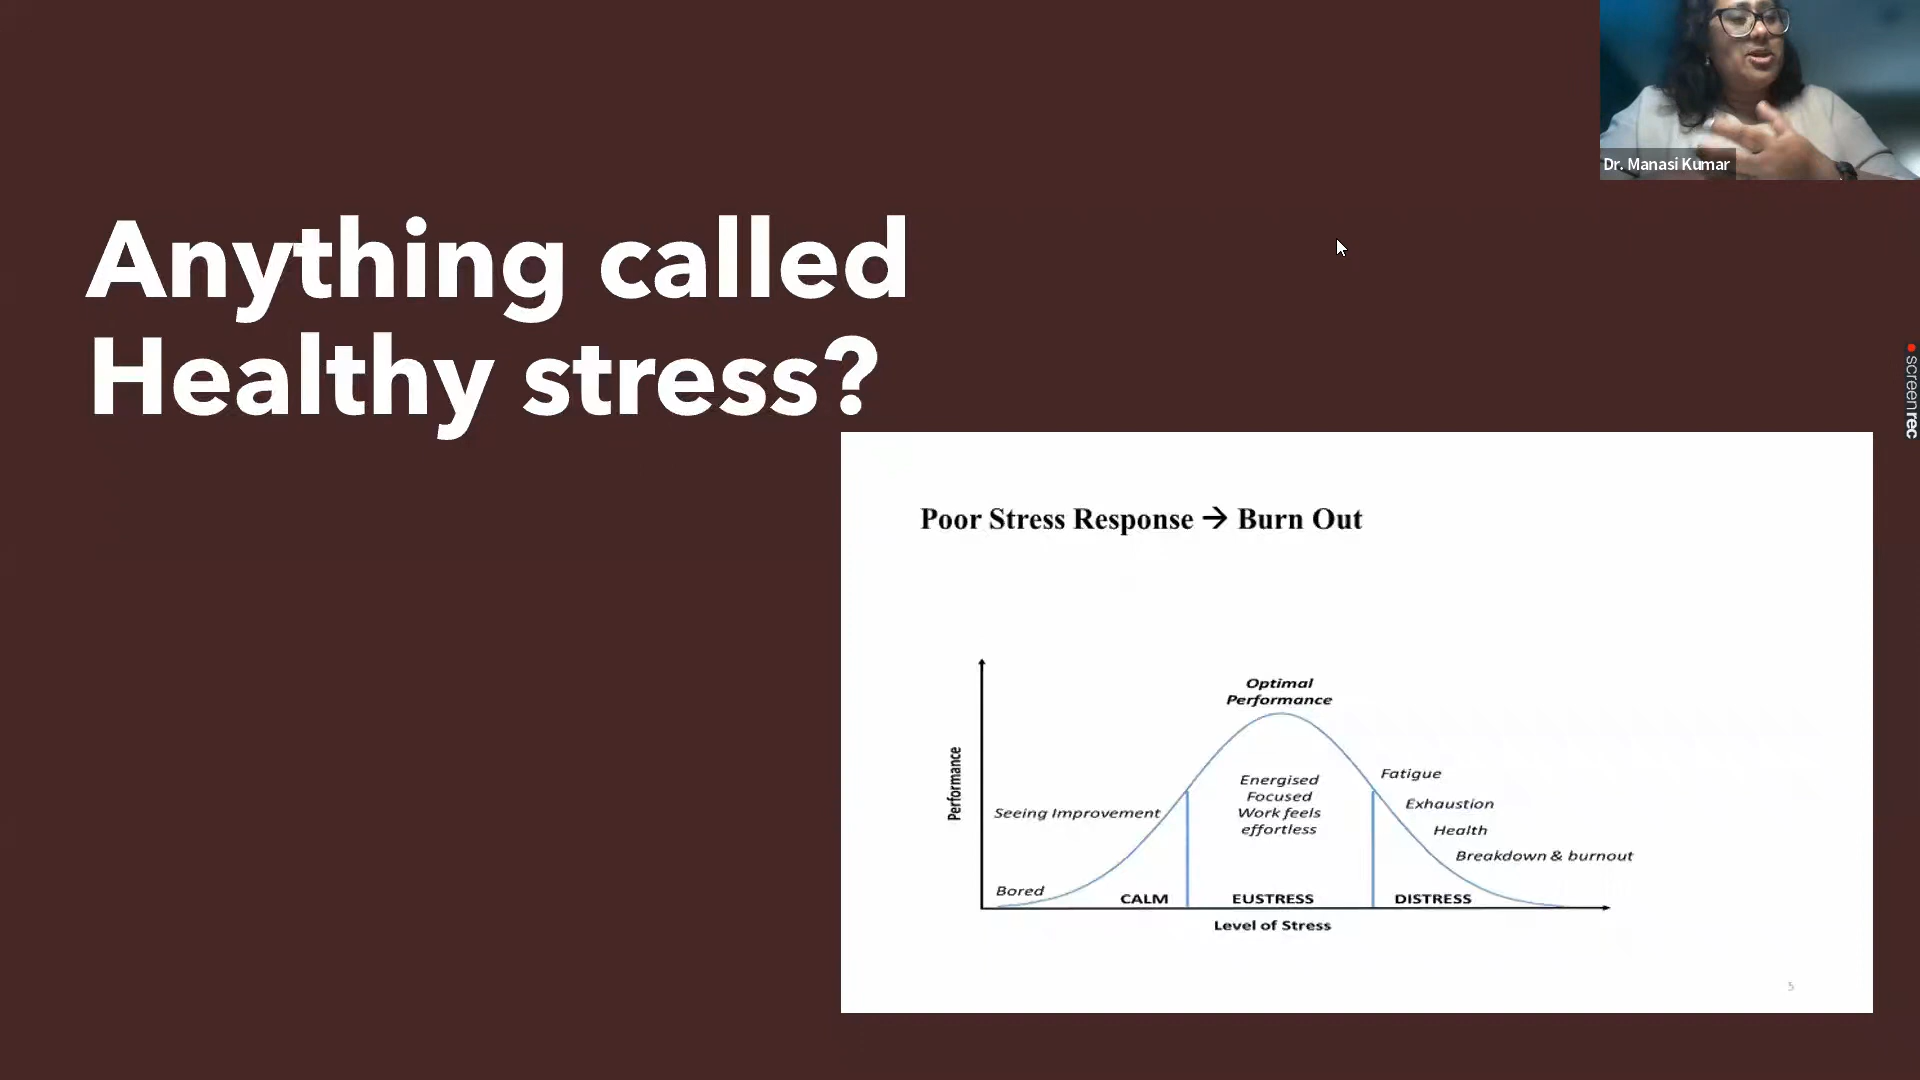 Dr. Manasi Kumar
Anything called
Healthy stress?
screenrec
Poor Stress Response → Burn Out
Optimal
Performance
Performance
Fatigue
Energised
Focused
Work feels
effortless
Exhaustion
Seeing Improvement
Health
Breakdown & burnout
Bored
CALM
EUSTRESS
DISTRESS
Level of Stress
5